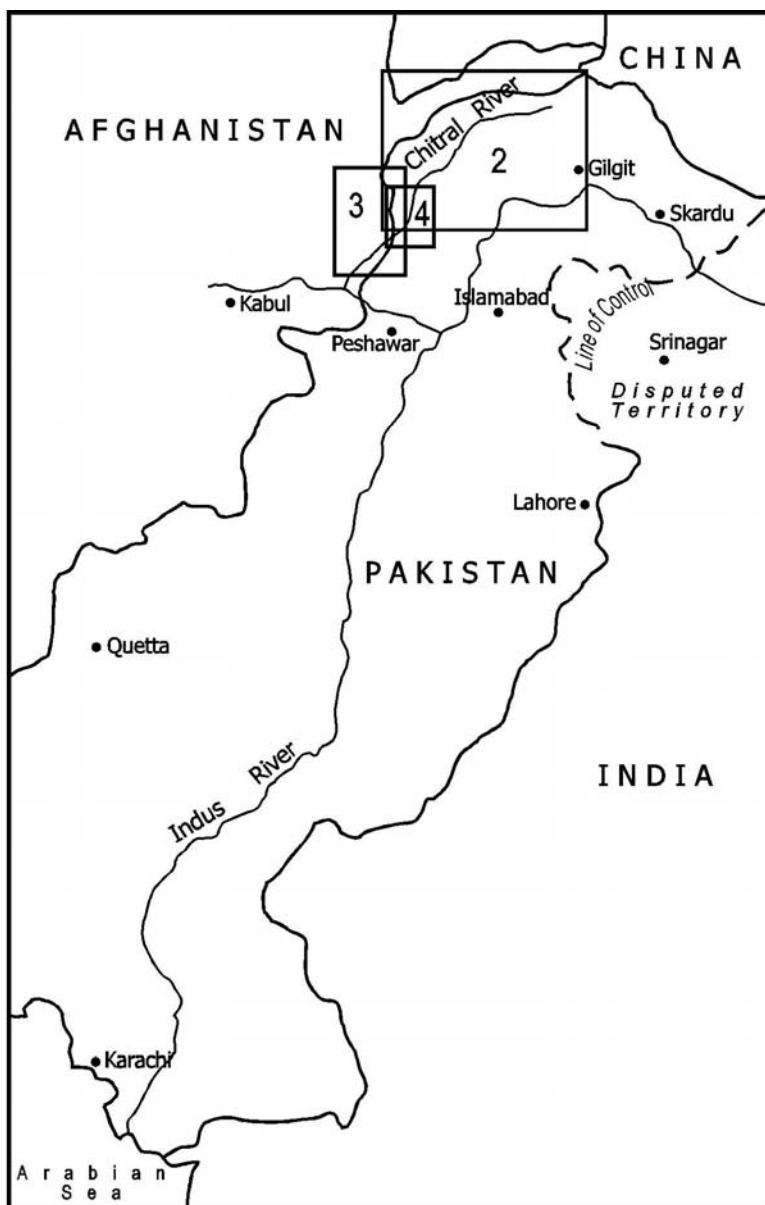 CHINA
AFGHANISTAN
Chitral River
2
Gilgit
3
4
Skardu
Kabul
Islamabad
Line of Control
Peshawar
Srinagar
Disputed
Territory
Lahore
PAKISTAN
Quetta
INDIA
Indus River
Karachi
Arabian
Sea